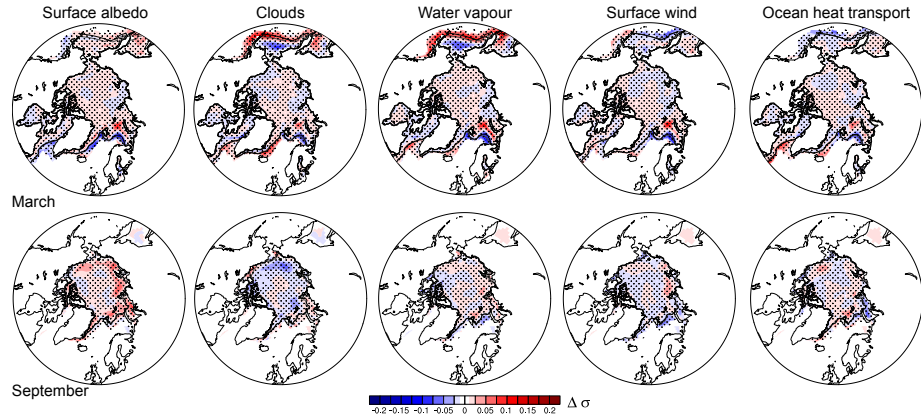 Surface albedo Clouds Water vapour Surface wind Ocean heat transport
March
September
-0.2 -0.15 -0.1 -0.05 0 0.05 0.1 0.15 0.2 Δ σ